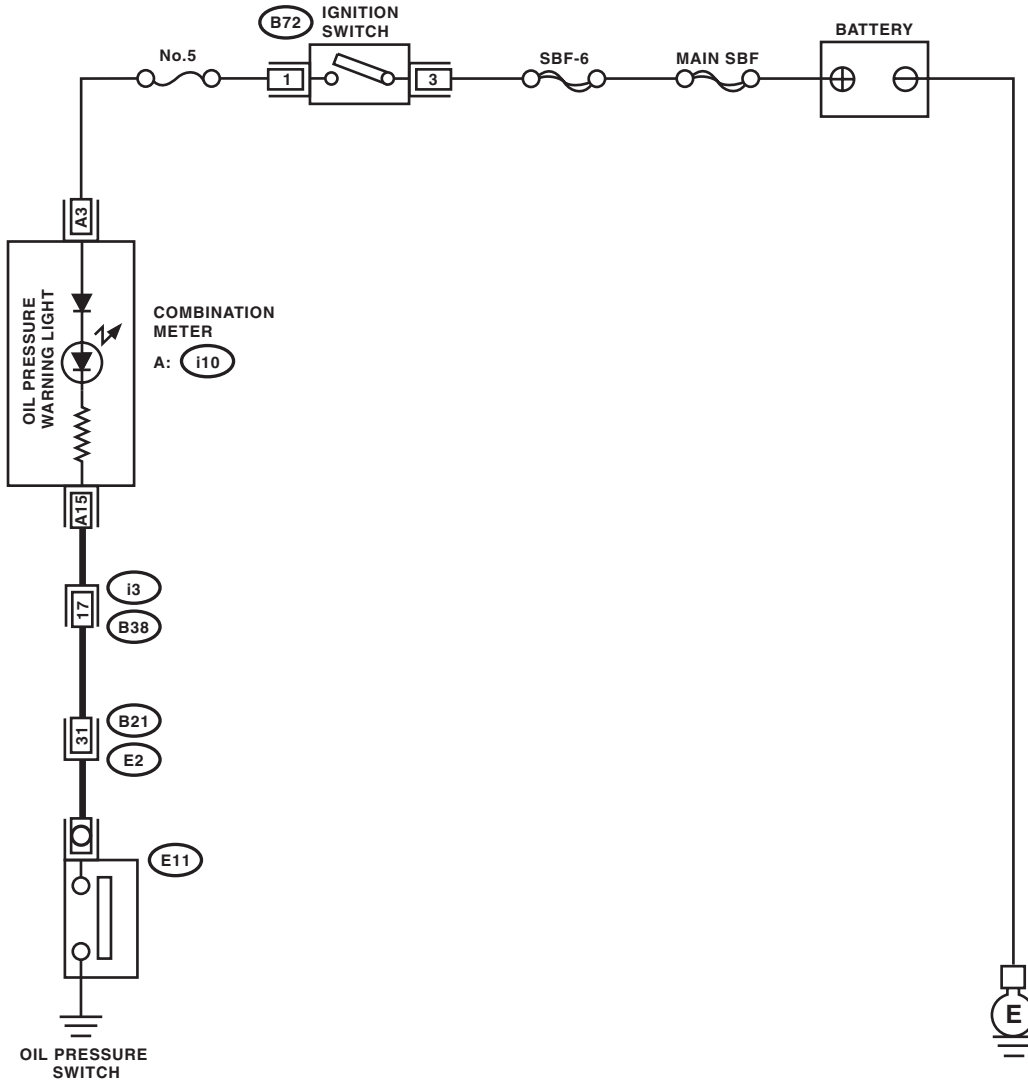 B72
IGNITION
SWITCH
BATTERY
No.5
SBF-6
MAIN SBF
1
3
A3
OIL PRESSURE
WARNING LIGHT
COMBINATION
METER
A: i10
A15
17
i3
B38
31
B21
E2
E11
E
OIL PRESSURE
SWITCH